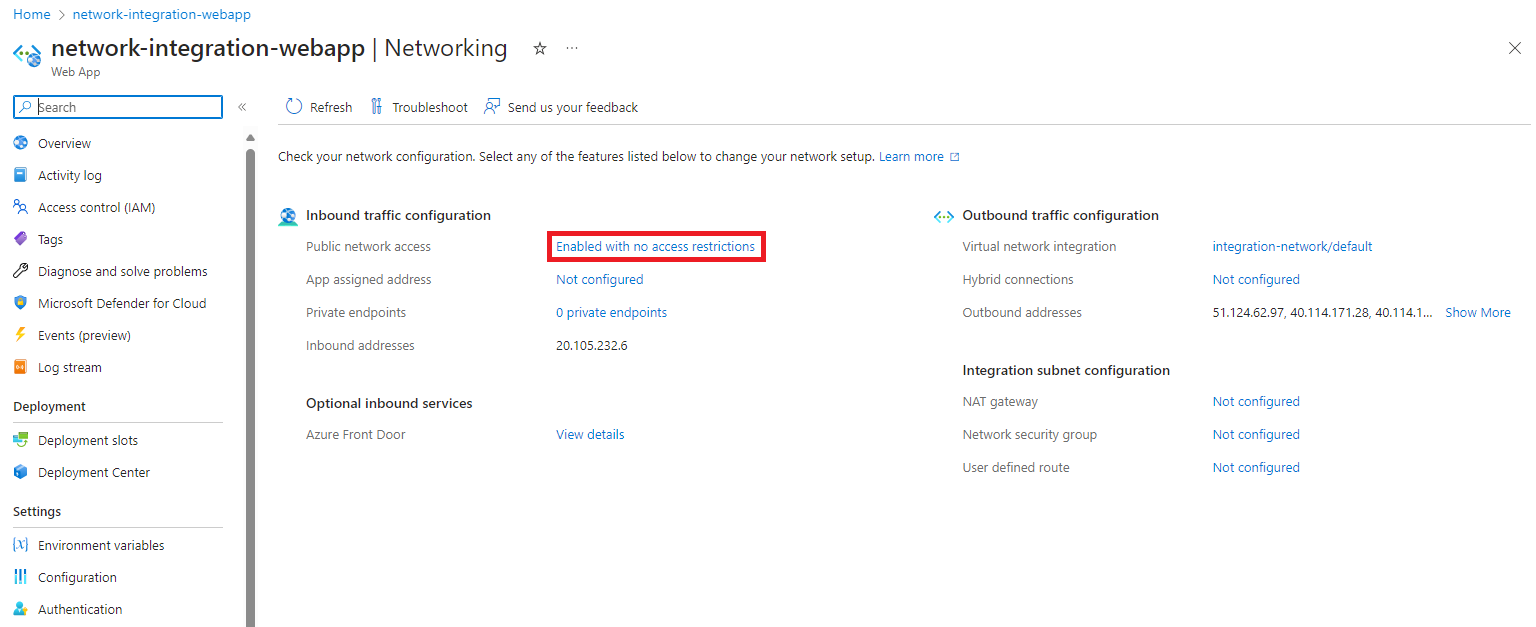 Home > network-integration-webapp
network-integration-webapp | Networking
Web App
Search
Refresh
Troubleshoot
Send us your feedback
Overview
Activity log
Access control (IAM)
Tags
Diagnose and solve problems
Microsoft Defender for Cloud
Events (preview)
Log stream
Deployment
Deployment slots
Deployment Center
Settings
Environment variables
Configuration
Authentication
Check your network configuration. Select any of the features listed below to change your network setup. Learn more
Inbound traffic configuration
Public network access Enabled with no access restrictions
App assigned address Not configured
Private endpoints 0 private endpoints
Inbound addresses 20.105.232.6
Optional inbound services
Azure Front Door View details
Outbound traffic configuration
Virtual network integration integration-network/default
Hybrid connections Not configured
Outbound addresses 51.124.62.97, 40.114.171.28, 40.114.1... Show More
Integration subnet configuration
NAT gateway Not configured
Network security group Not configured
User defined route Not configured